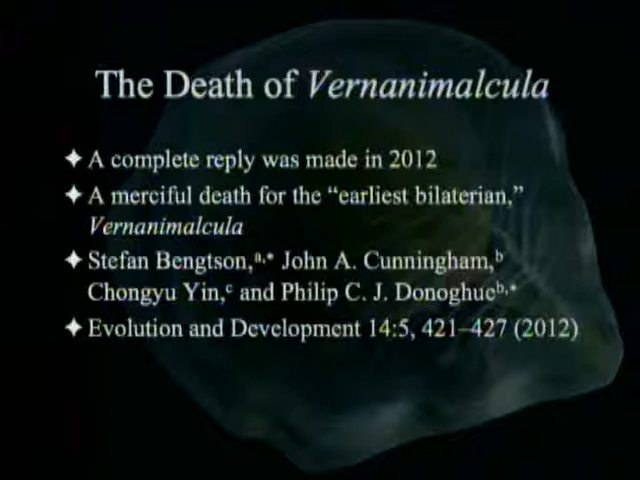 The Death of Vernanimalcula
✦ A complete reply was made in 2012
✦ A merciful death for the “earliest bilaterian,”
Vernanimalcula
✦ Stefan Bengtson,ᵃ,* John A. Cunningham,ᵇ
Chongyu Yin,ᶜ and Philip C. J. Donoghueᵇ,*
✦ Evolution and Development 14:5, 421–427 (2012)